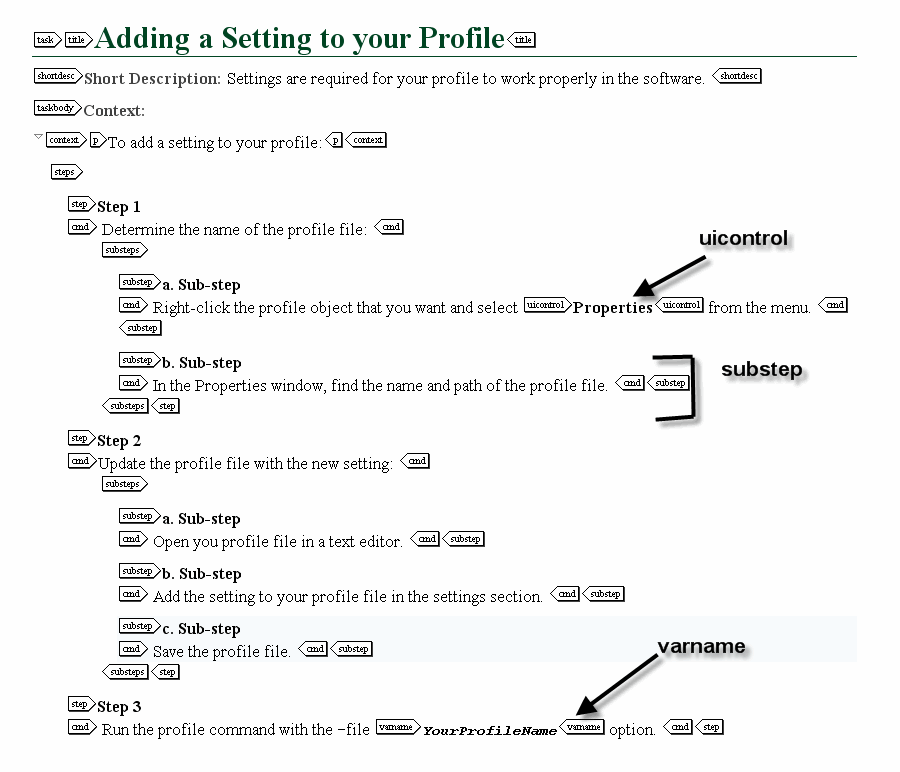 task title Adding a Setting to your Profile title
shortdesc Short Description: Settings are required for your profile to work properly in the software. shortdesc
taskbody Context:
context p To add a setting to your profile: p context
steps
step Step 1
cmd Determine the name of the profile file: cmd
substeps
uicontrol
substep a. Sub-step
cmd Right-click the profile object that you want and select uicontrol Properties uicontrol from the menu. cmd
substep
substep b. Sub-step
cmd In the Properties window, find the name and path of the profile file. cmd substep
substep
substeps step
step Step 2
cmd Update the profile file with the new setting: cmd
substeps
substep a. Sub-step
cmd Open you profile file in a text editor. cmd substep
substep b. Sub-step
cmd Add the setting to your profile file in the settings section. cmd substep
substep c. Sub-step
cmd Save the profile file. cmd substep
varname
substeps step
step Step 3
cmd Run the profile command with the -file varname YourProfileName varname option. cmd step